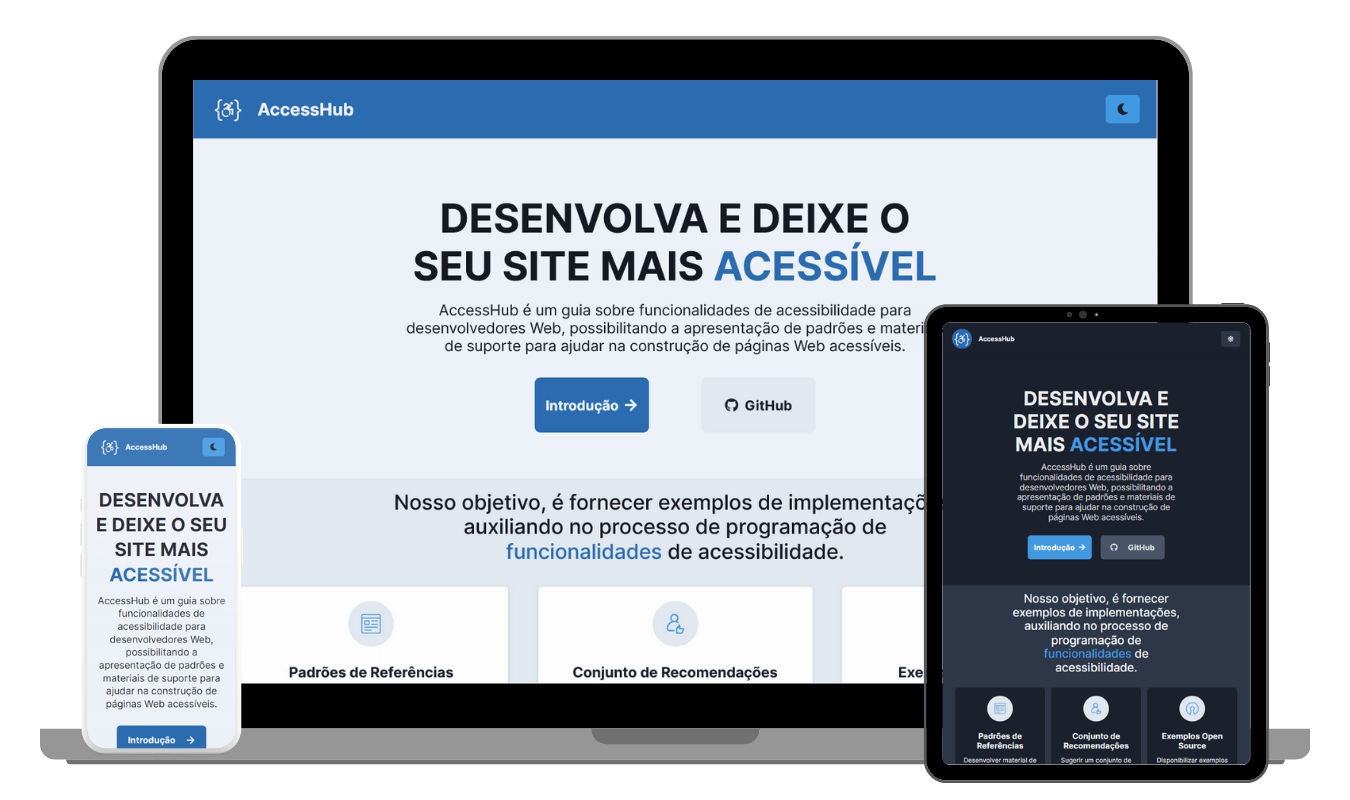 AccessHub
DESENVOLVA E DEIXE O
SEU SITE MAIS ACESSÍVEL
AccessHub é um guia sobre funcionalidades de acessibilidade para
desenvolvedores Web, possibilitando a apresentação de padrões e
de suporte para ajudar na construção de páginas Web acessíveis.
Introdução →
GitHub
Nosso objetivo, é fornecer exemplos de
auxiliando no processo de programação de
funcionalidades de acessibilidade.
Padrões de Referências
Conjunto de Recomendações
AccessHub
DESENVOLVA
E DEIXE O SEU
SITE MAIS
ACESSÍVEL
AccessHub é um guia sobre
funcionalidades de
acessibilidade para
desenvolvedores Web,
possibilitando a
apresentação de padrões e
materiais de suporte para
ajudar na construção de
páginas Web acessíveis.
Introdução →
AccessHub
DESENVOLVA E
DEIXE O SEU SITE
MAIS ACESSÍVEL
AccessHub é um guia sobre
funcionalidades de acessibilidade para
desenvolvedores Web, possibilitando a
apresentação de padrões e materiais de
suporte para ajudar na construção de
páginas Web acessíveis.
Introdução →
GitHub
Nosso objetivo, é fornecer
exemplos de implementações,
auxiliando no processo de
programação de
funcionalidades de
acessibilidade.
Padrões de
Referências
Desenvolver material de
Conjunto de
Recomendações
Sugerir um conjunto de
Exemplos Open
Source
Disponibilizar exemplos